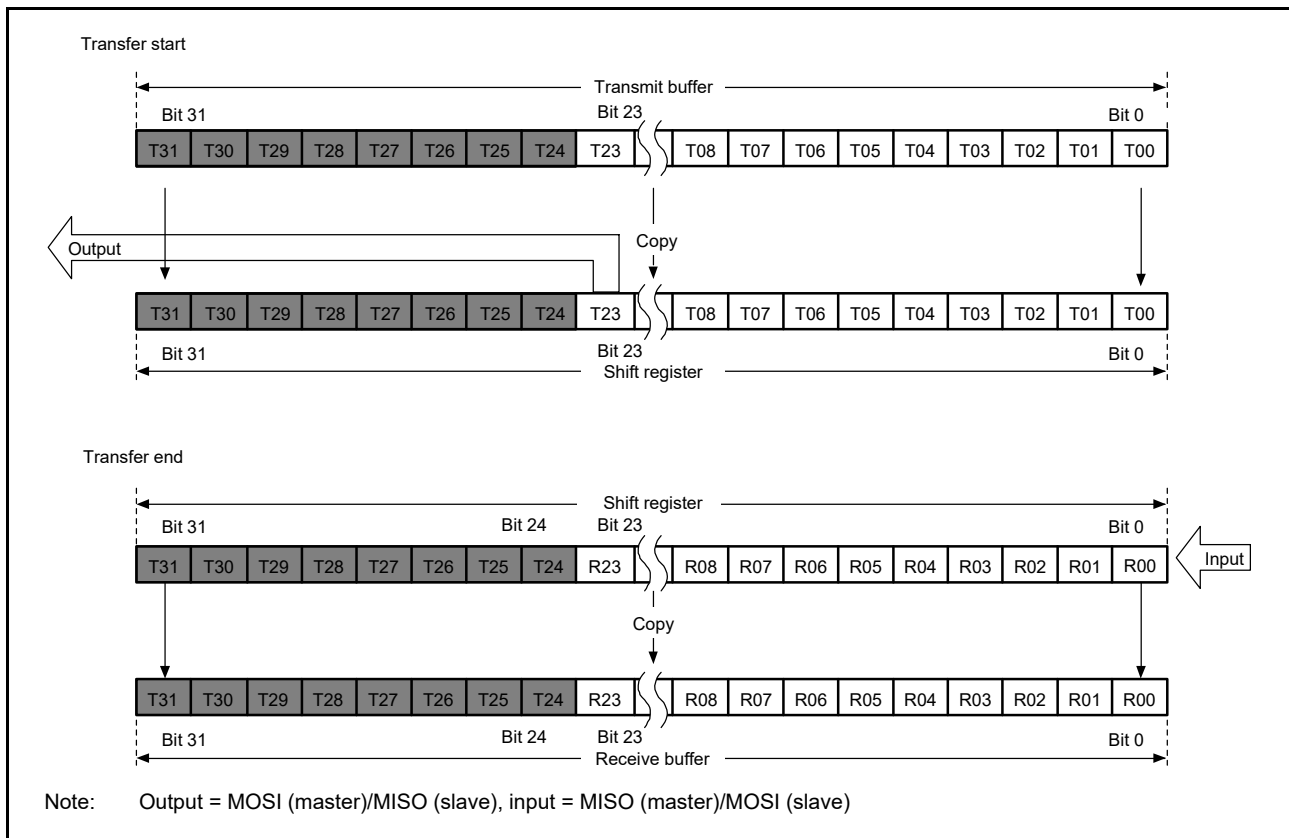 Transfer start
Transmit buffer
Bit 31 Bit 23 Bit 0
T31 T30 T29 T28 T27 T26 T25 T24 T23 T08 T07 T06 T05 T04 T03 T02 T01 T00
Output Copy
T31 T30 T29 T28 T27 T26 T25 T24 T23 T08 T07 T06 T05 T04 T03 T02 T01 T00
Bit 31 Bit 23 Bit 0
Shift register
Transfer end
Shift register
Bit 31 Bit 24 Bit 23 Bit 0
T31 T30 T29 T28 T27 T26 T25 T24 R23 R08 R07 R06 R05 R04 R03 R02 R01 R00 Input
Copy
T31 T30 T29 T28 T27 T26 T25 T24 R23 R08 R07 R06 R05 R04 R03 R02 R01 R00
Bit 31 Bit 24 Bit 23 Bit 0
Receive buffer
Note: Output = MOSI (master)/MISO (slave), input = MISO (master)/MOSI (slave)